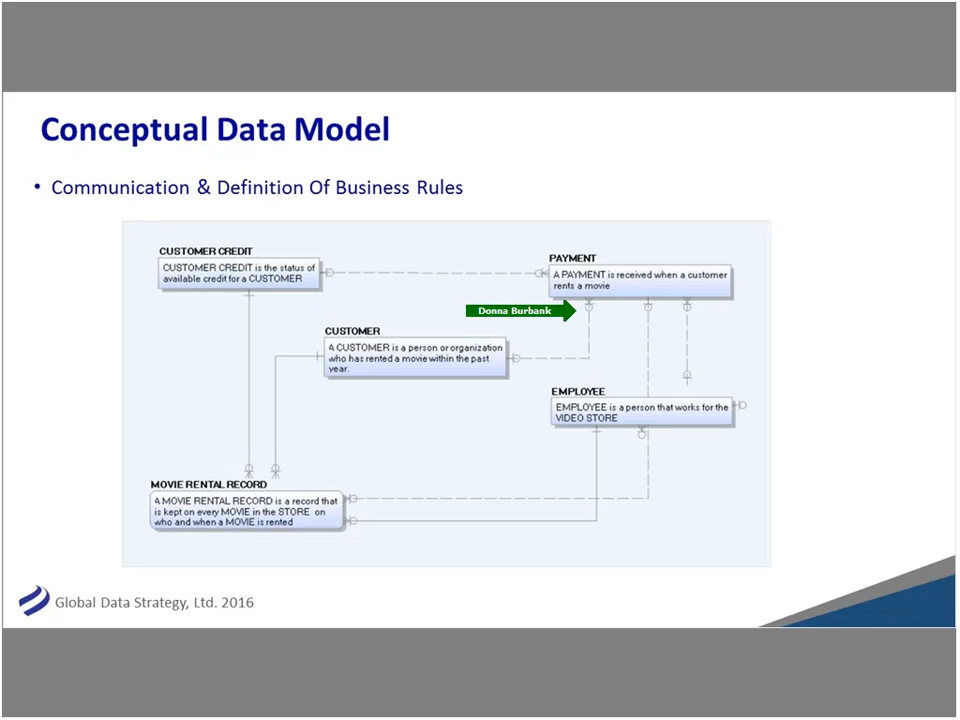 Conceptual Data Model
• Communication & Definition Of Business Rules
CUSTOMER CREDIT
CUSTOMER CREDIT is the status of
available credit for a CUSTOMER
PAYMENT
A PAYMENT is received when a customer
rents a movie
Donna Burbank
CUSTOMER
A CUSTOMER is a person or organization
who has rented a movie within the past
year.
EMPLOYEE
EMPLOYEE is a person that works for the
VIDEO STORE
MOVIE RENTAL RECORD
A MOVIE RENTAL RECORD is a record that
is kept on every MOVIE in the STORE on
who and when a MOVIE is rented
Global Data Strategy, Ltd. 2016